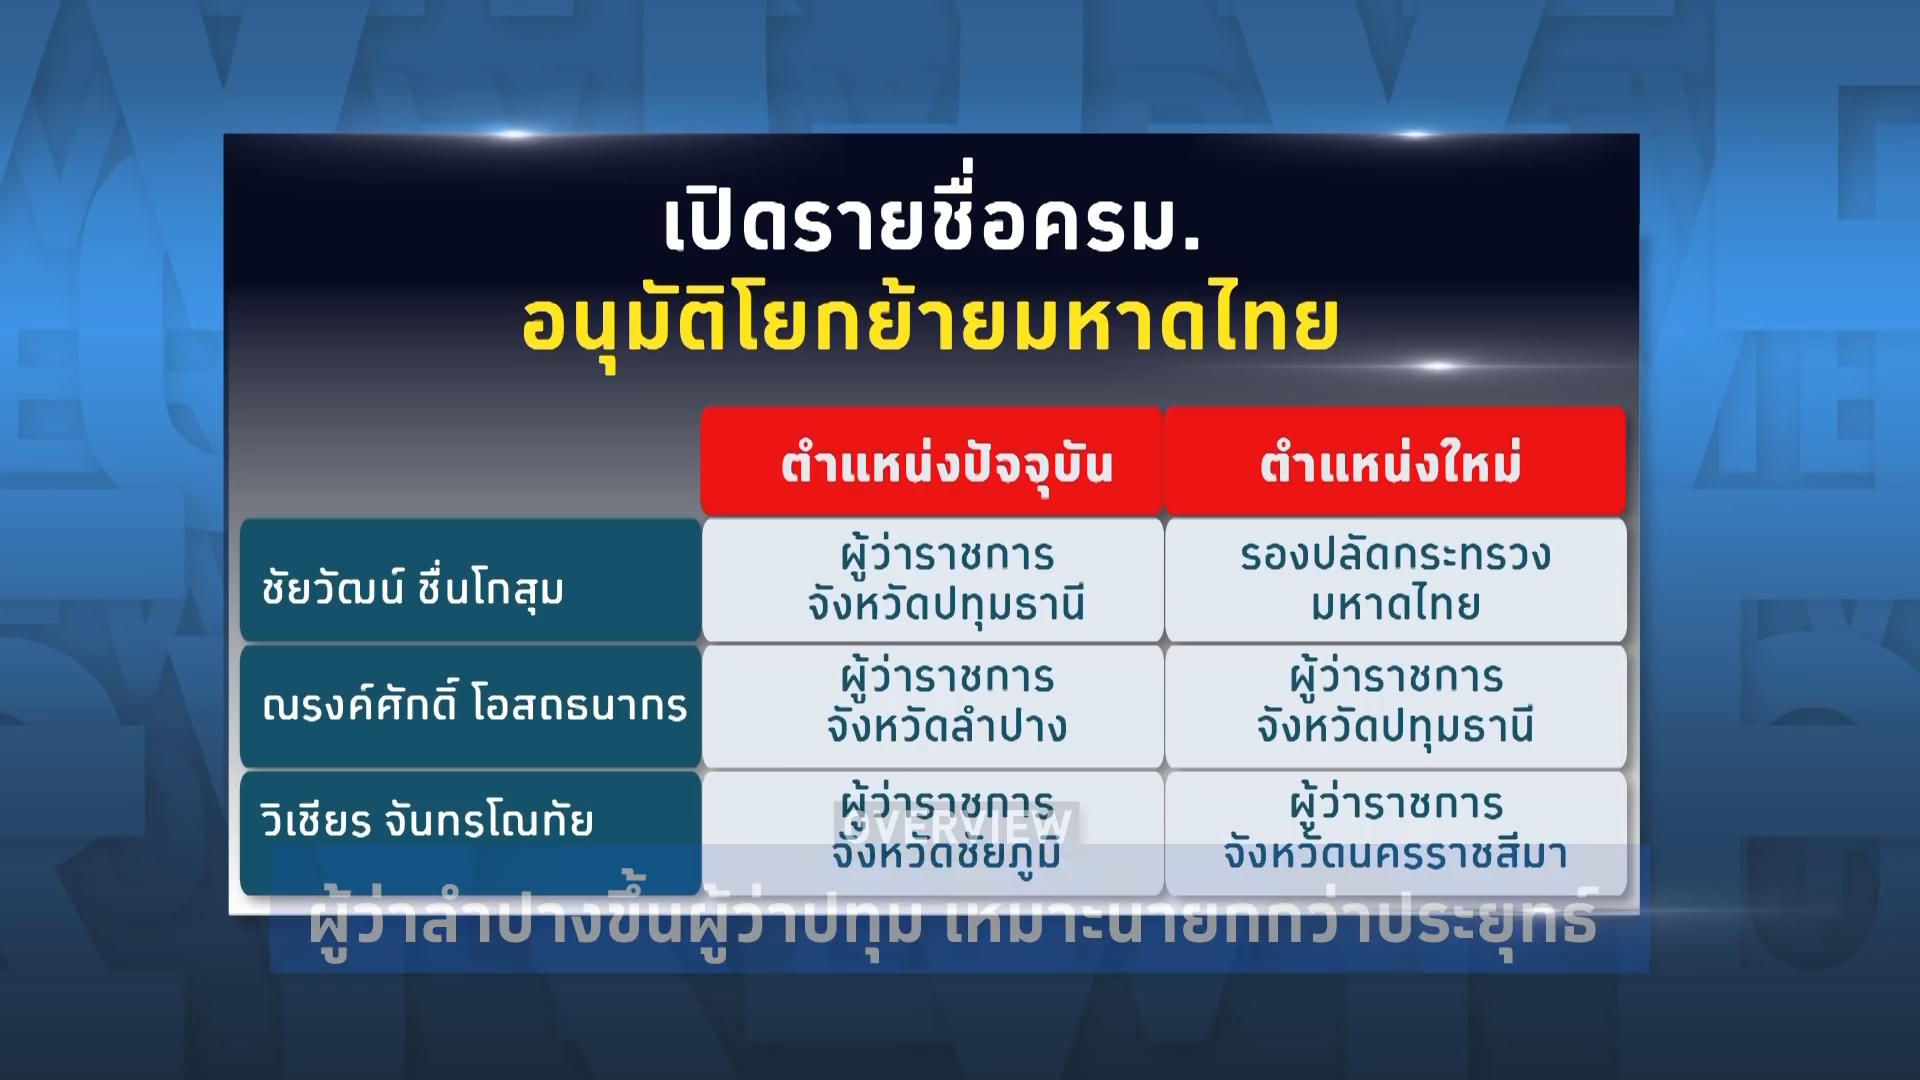 เปิดรายชื่อครม.
อนุมัติโยกย้ายมหาดไทย
ตำแหน่งปัจจุบัน
ตำแหน่งใหม่
ชัยวัฒน์ ชื่นโกสุม
ผู้ว่าราชการ
จังหวัดปทุมธานี
รองปลัดกระทรวง
มหาดไทย
ณรงค์ศักดิ์ โอสถธนากร
ผู้ว่าราชการ
จังหวัดลำปาง
ผู้ว่าราชการ
จังหวัดปทุมธานี
วิเชียร จันทรโณทัย
ผู้ว่าราชการ
จังหวัดชัยภูมิ
ผู้ว่าราชการ
จังหวัดนครราชสีมา
OVERVIEW
ผู้ว่าลำปางขึ้นผู้ว่าปทุม เหมาะนายกกว่าประยุทธ์